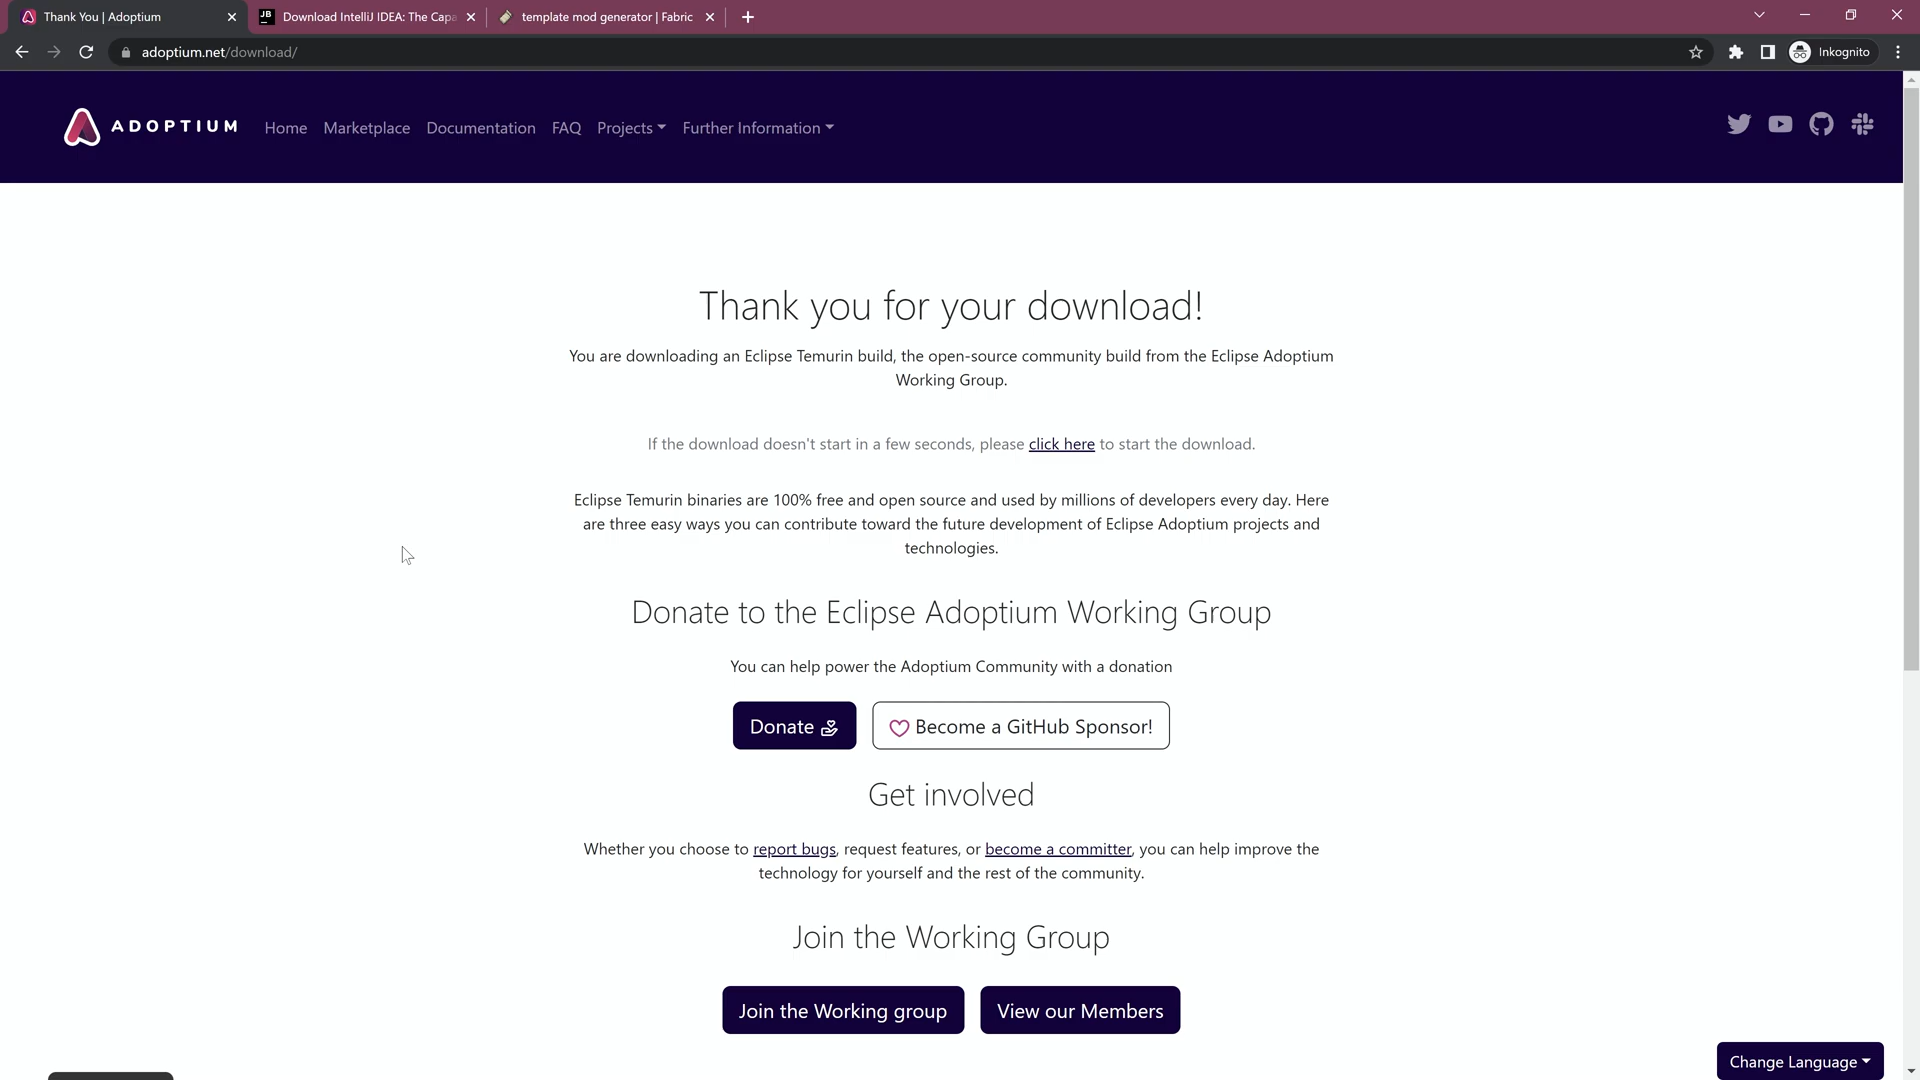 Thank You | Adoptium
JB
Download IntelliJ IDEA: The Capa
template mod generator | Fabric
adoptium.net/download/
Inkognito
ADOPTIUM
Home
Marketplace
Documentation
FAQ
Projects
Further Information
Thank you for your download!
You are downloading an Eclipse Temurin build, the open-source community build from the Eclipse Adoptium
Working Group.
If the download doesn't start in a few seconds, please click here to start the download.
Eclipse Temurin binaries are 100% free and open source and used by millions of developers every day. Here
are three easy ways you can contribute toward the future development of Eclipse Adoptium projects and
technologies.
Donate to the Eclipse Adoptium Working Group
You can help power the Adoptium Community with a donation
Donate
Become a GitHub Sponsor!
Get involved
Whether you choose to report bugs, request features, or become a committer, you can help improve the
technology for yourself and the rest of the community.
Join the Working Group
Join the Working group
View our Members
Change Language